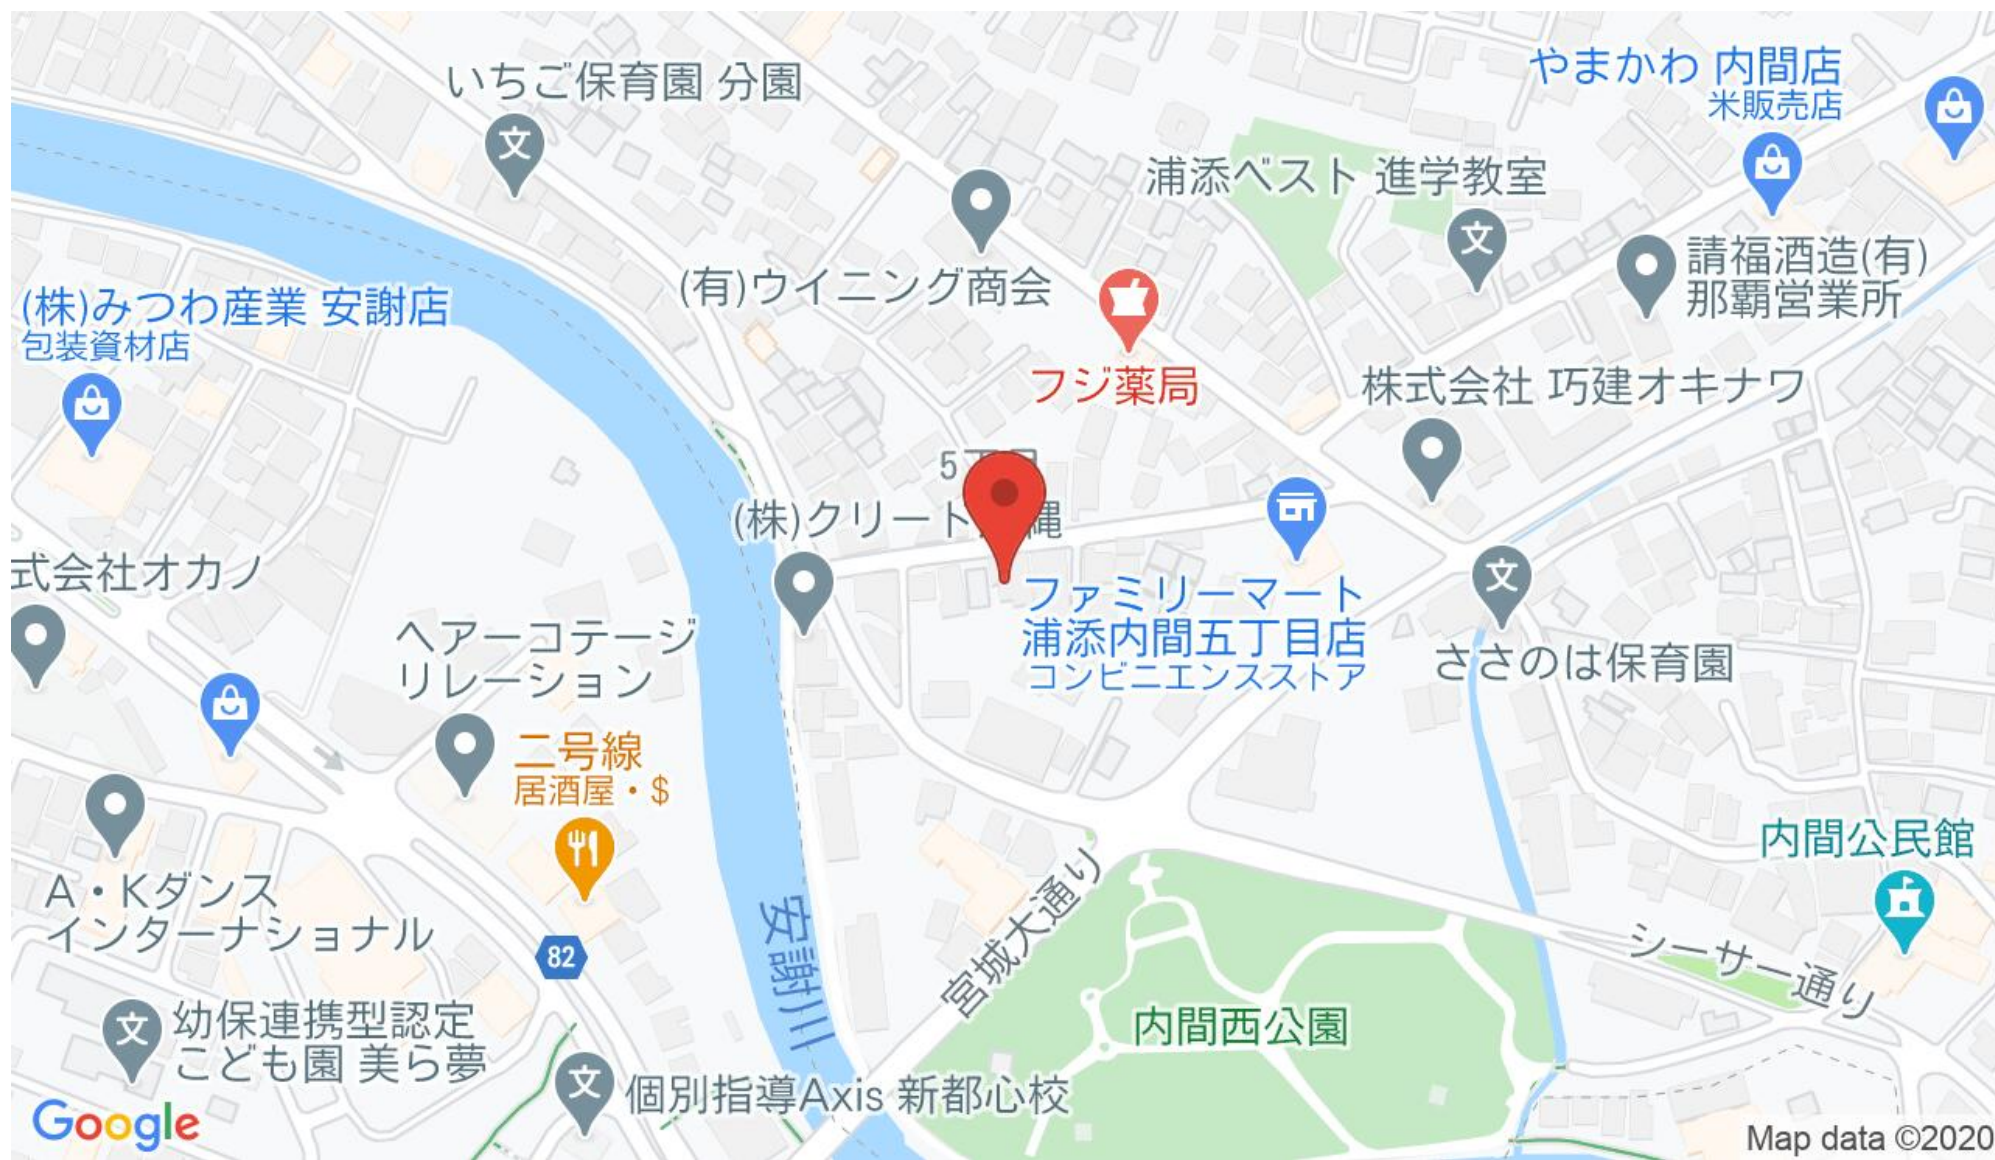 いちご保育園 分園
やまかわ 内間店
米販売店
浦添ベスト 進学教室
請福酒造(有)
那覇営業所
(有)ウイニング商会
(株)みつわ産業 安謝店
包装資材店
フジ薬局
株式会社 巧建オキナワ
5丁目
(株)クリート沖縄
式会社オカノ
ファミリーマート
浦添内間五丁目店
コンビニエンスストア
ヘアーコテージ
リレーション
ささのは保育園
二号線
居酒屋・$
内間公民館
A・Kダンス
インターナショナル
82
安謝川
宮城大通り
シーサー通り
内間西公園
幼保連携型認定
こども園 美ら夢
個別指導Axis 新都心校
Google
Map data ©2020